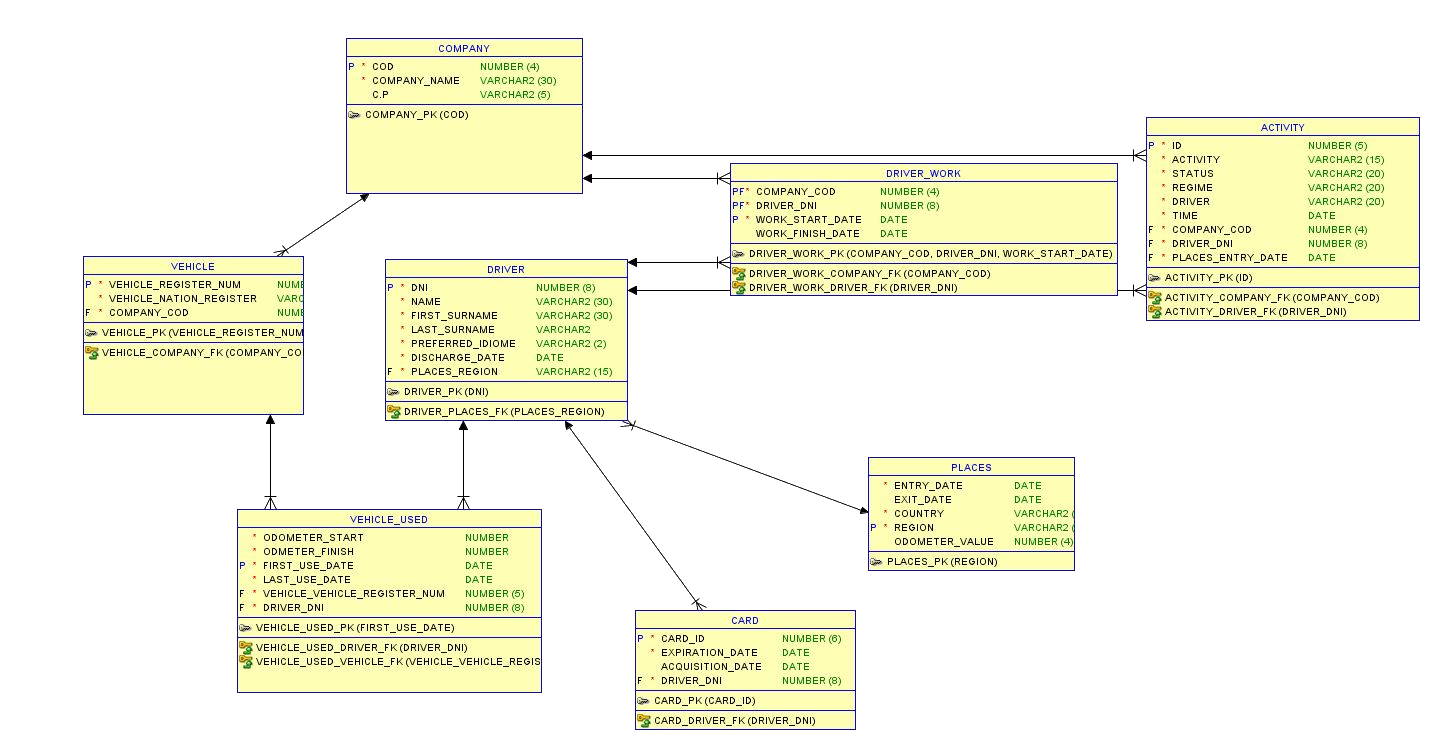 COMPANY
P * COD NUMBER (4)
* COMPANY_NAME VARCHAR2 (30)
C.P VARCHAR2 (5)
COMPANY_PK (COD)
ACTIVITY
P * ID NUMBER (5)
* ACTIVITY VARCHAR2 (15)
* STATUS VARCHAR2 (20)
* REGIME VARCHAR2 (20)
* DRIVER VARCHAR2 (20)
* TIME DATE
F * COMPANY_COD NUMBER (4)
F * DRIVER_DNI NUMBER (8)
F * PLACES_ENTRY_DATE DATE
ACTIVITY_PK (ID)
ACTIVITY_COMPANY_FK (COMPANY_COD)
ACTIVITY_DRIVER_FK (DRIVER_DNI)
DRIVER_WORK
PF* COMPANY_COD NUMBER (4)
PF* DRIVER_DNI NUMBER (8)
P * WORK_START_DATE DATE
WORK_FINISH_DATE DATE
DRIVER_WORK_PK (COMPANY_COD, DRIVER_DNI, WORK_START_DATE)
DRIVER_WORK_COMPANY_FK (COMPANY_COD)
DRIVER_WORK_DRIVER_FK (DRIVER_DNI)
VEHICLE
P * VEHICLE_REGISTER_NUM NUME
* VEHICLE_NATION_REGISTER VARC
F * COMPANY_COD NUME
VEHICLE_PK (VEHICLE_REGISTER_NUM
VEHICLE_COMPANY_FK (COMPANY_CO
DRIVER
P * DNI NUMBER (8)
* NAME VARCHAR2 (30)
* FIRST_SURNAME VARCHAR2 (30)
* LAST_SURNAME VARCHAR2
* PREFERRED_IDIOME VARCHAR2 (2)
* DISCHARGE_DATE DATE
F * PLACES_REGION VARCHAR2 (15)
DRIVER_PK (DNI)
DRIVER_PLACES_FK (PLACES_REGION)
PLACES
* ENTRY_DATE DATE
EXIT_DATE DATE
* COUNTRY VARCHAR2 (
P * REGION VARCHAR2 (
ODOMETER_VALUE NUMBER (4)
PLACES_PK (REGION)
VEHICLE_USED
* ODOMETER_START NUMBER
* ODMETER_FINISH NUMBER
P * FIRST_USE_DATE DATE
* LAST_USE_DATE DATE
F * VEHICLE_VEHICLE_REGISTER_NUM NUMBER (5)
F * DRIVER_DNI NUMBER (8)
VEHICLE_USED_PK (FIRST_USE_DATE)
VEHICLE_USED_DRIVER_FK (DRIVER_DNI)
VEHICLE_USED_VEHICLE_FK (VEHICLE_VEHICLE_REGIS
CARD
P * CARD_ID NUMBER (6)
* EXPIRATION_DATE DATE
ACQUISITION_DATE DATE
F * DRIVER_DNI NUMBER (8)
CARD_PK (CARD_ID)
CARD_DRIVER_FK (DRIVER_DNI)